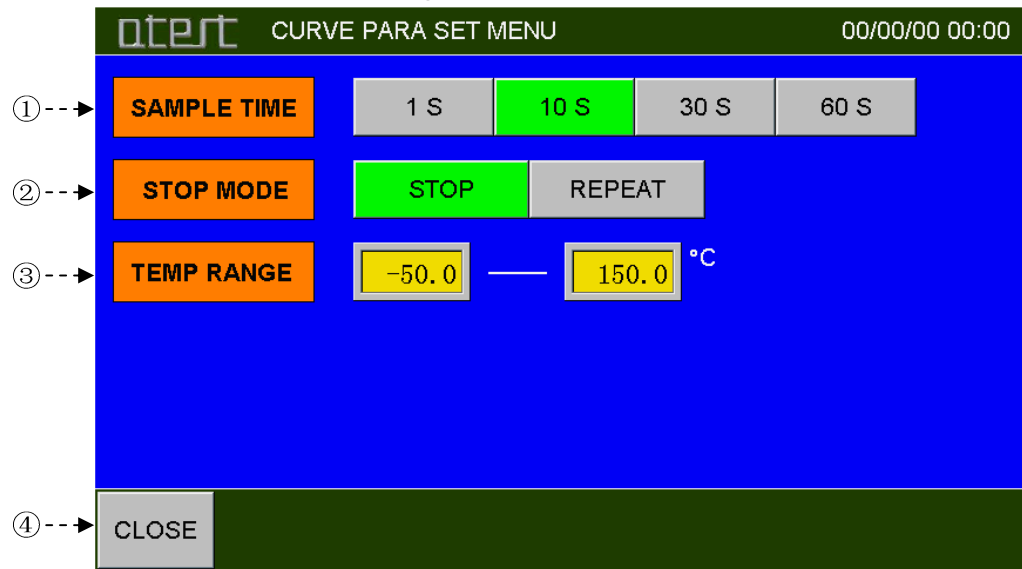 atest CURVE PARA SET MENU 00/00/00 00:00
① SAMPLE TIME 1 S 10 S 30 S 60 S
② STOP MODE STOP REPEAT
③ TEMP RANGE -50.0 — 150.0 °C
④ CLOSE